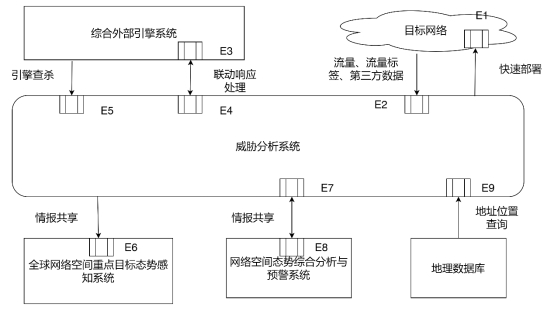 综合外部引擎系统
E3
目标网络
E1
引擎查杀
联动响应
处理
流量、流量标
签、第三方数据
快速部署
E5
E4
E2
威胁分析系统
E7
E9
情报共享
情报共享
地址位置
查询
E6
全球网络空间重点目标态势感
知系统
E8
网络空间态势综合分析与
预警系统
地理数据库